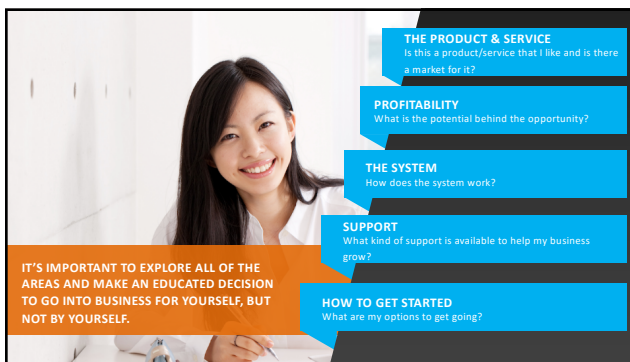 THE PRODUCT & SERVICE
Is this a product/service that I like and is there
a market for it?
PROFITABILITY
What is the potential behind the opportunity?
THE SYSTEM
How does the system work?
SUPPORT
What kind of support is available to help my business
grow?
HOW TO GET STARTED
What are my options to get going?
IT’S IMPORTANT TO EXPLORE ALL OF THE
AREAS AND MAKE AN EDUCATED DECISION
TO GO INTO BUSINESS FOR YOURSELF, BUT
NOT BY YOURSELF.